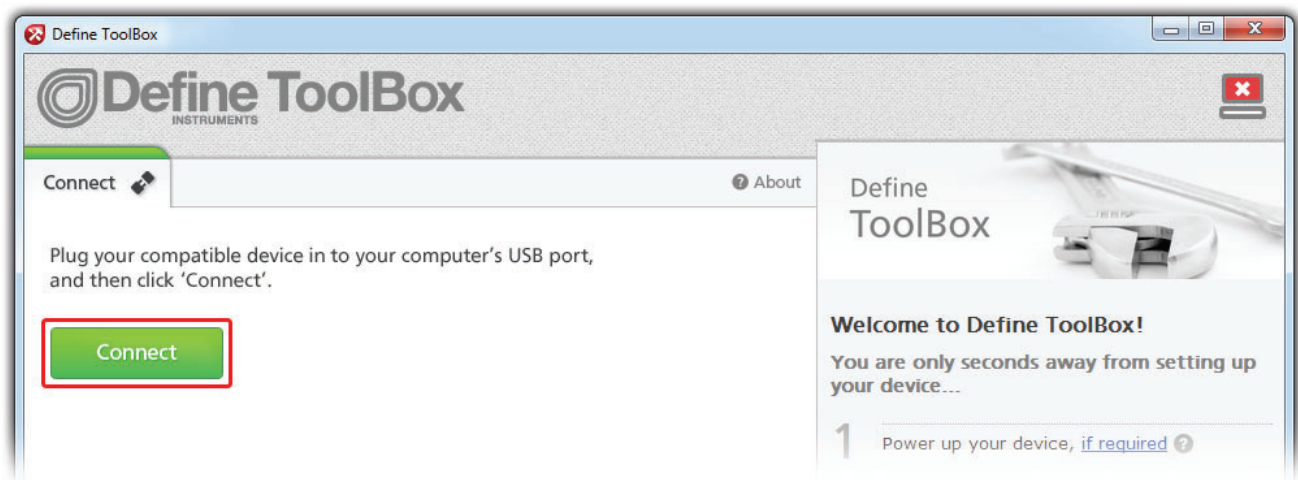 Define ToolBox
Define ToolBox
INSTRUMENTS
Connect
About
Plug your compatible device in to your computer’s USB port,
and then click ‘Connect’.
Connect
Define
ToolBox
Welcome to Define ToolBox!
You are only seconds away from setting up
your device...
1 Power up your device, if required